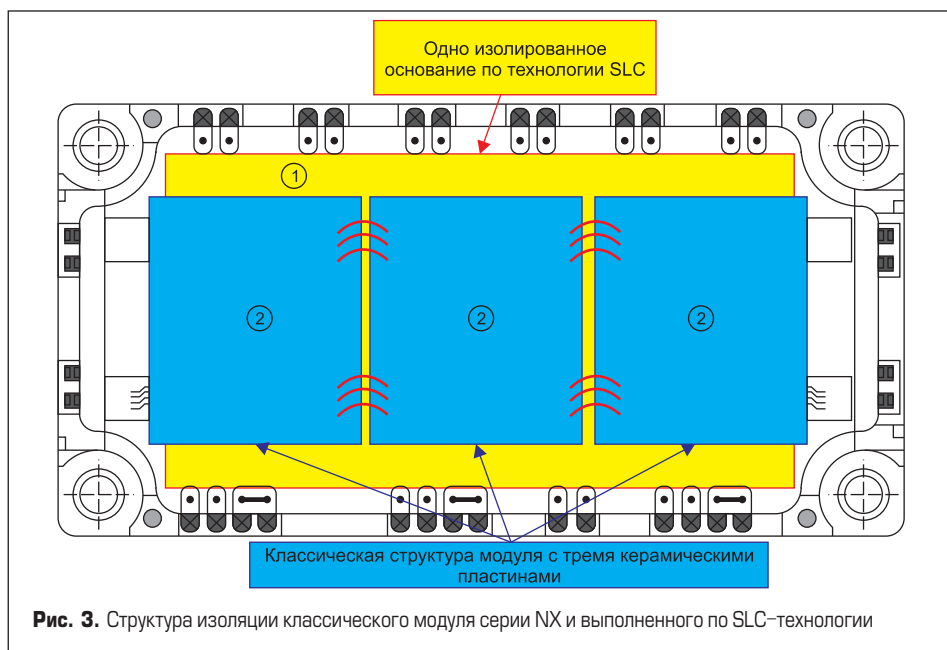 Одно изолированное
основание по технологии SLC
1
2
2
2
Классическая структура модуля с тремя керамическими
пластинами
Рис. 3. Структура изоляции классического модуля серии NX и выполненного по SLC-технологии